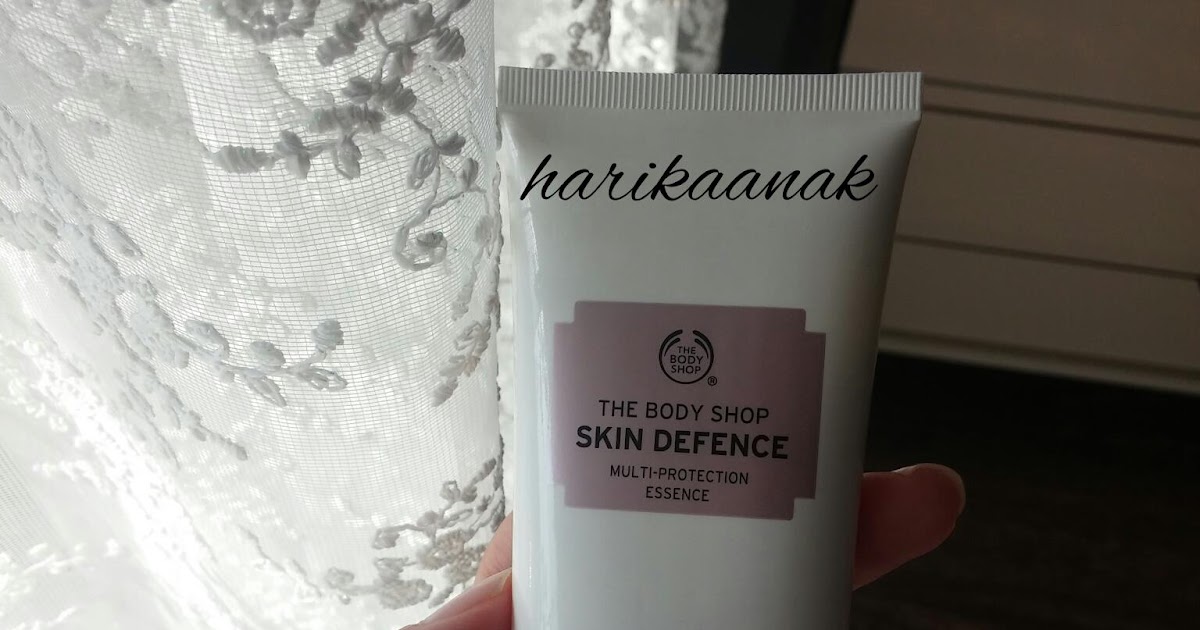 harikaanak
THE
BODY
SHOP
®
THE BODY SHOP
SKIN DEFENCE
MULTI-PROTECTION
ESSENCE